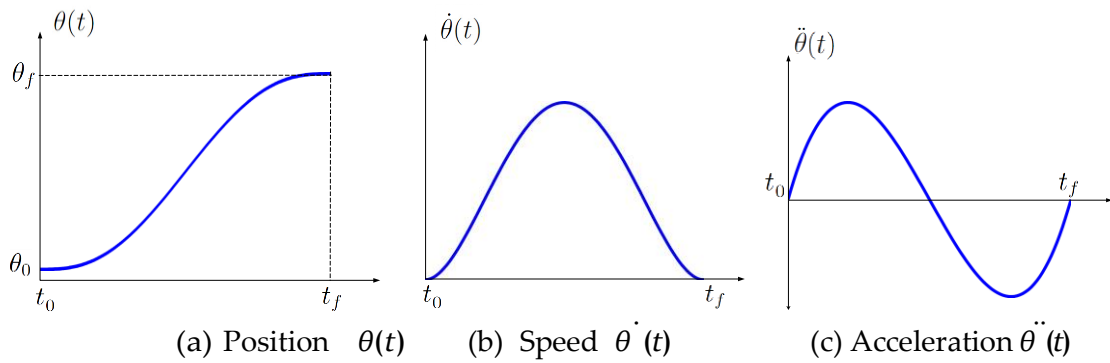 θ(t)
θ_f
θ_0
t_0
t_f
θ̇(t)
t_0
t_f
θ̈(t)
t_0
t_f
(a) Position θ(t)
(b) Speed θ̇(t)
(c) Acceleration θ̈(t)